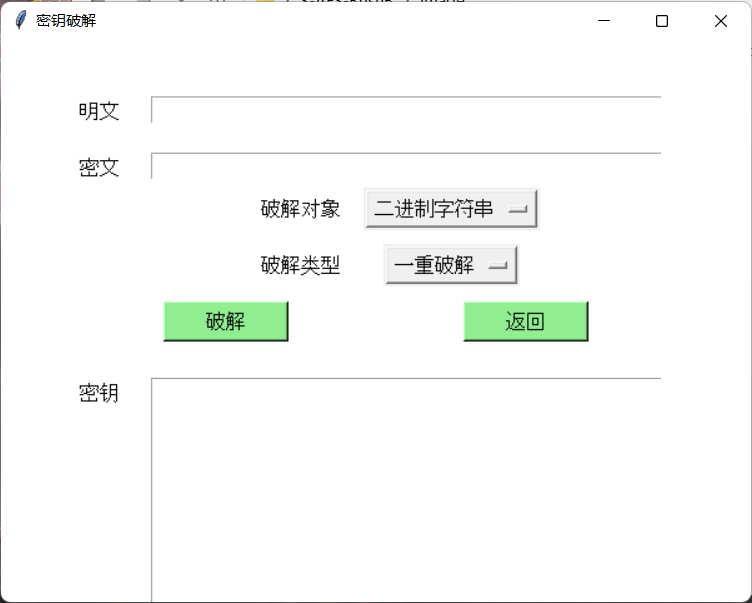 密钥破解
明文
密文
破解对象 二进制字符串
破解类型 一重破解
破解 返回
密钥